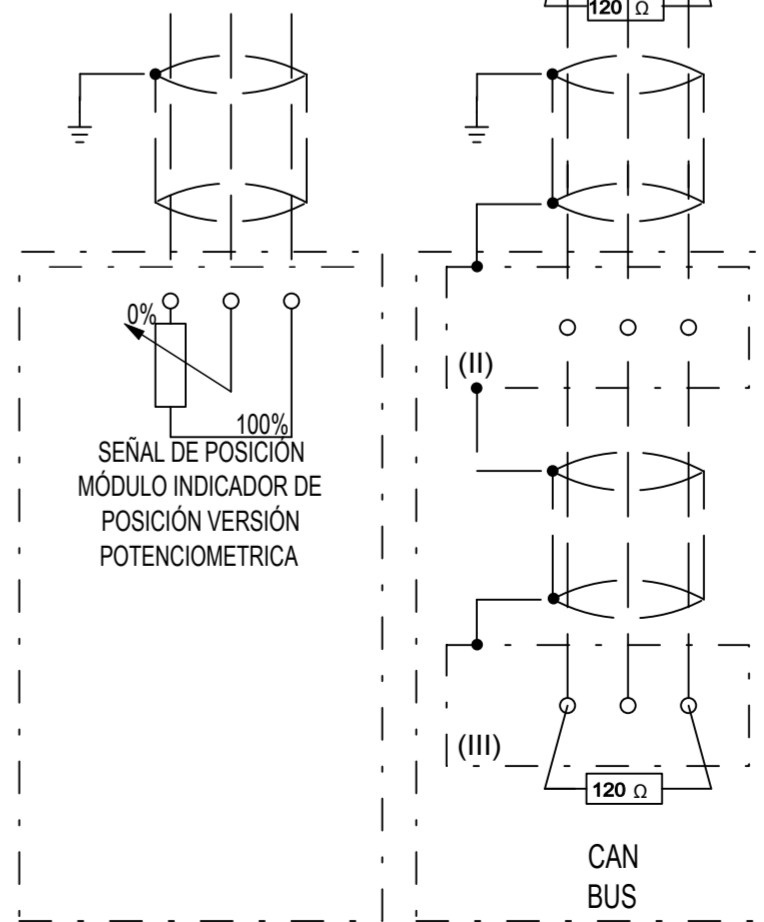 120 Ω
0%
100%
SEÑAL DE POSICIÓN
MÓDULO INDICADOR DE
POSICIÓN VERSIÓN
POTENCIOMETRICA
(II)
(III)
120 Ω
CAN
BUS